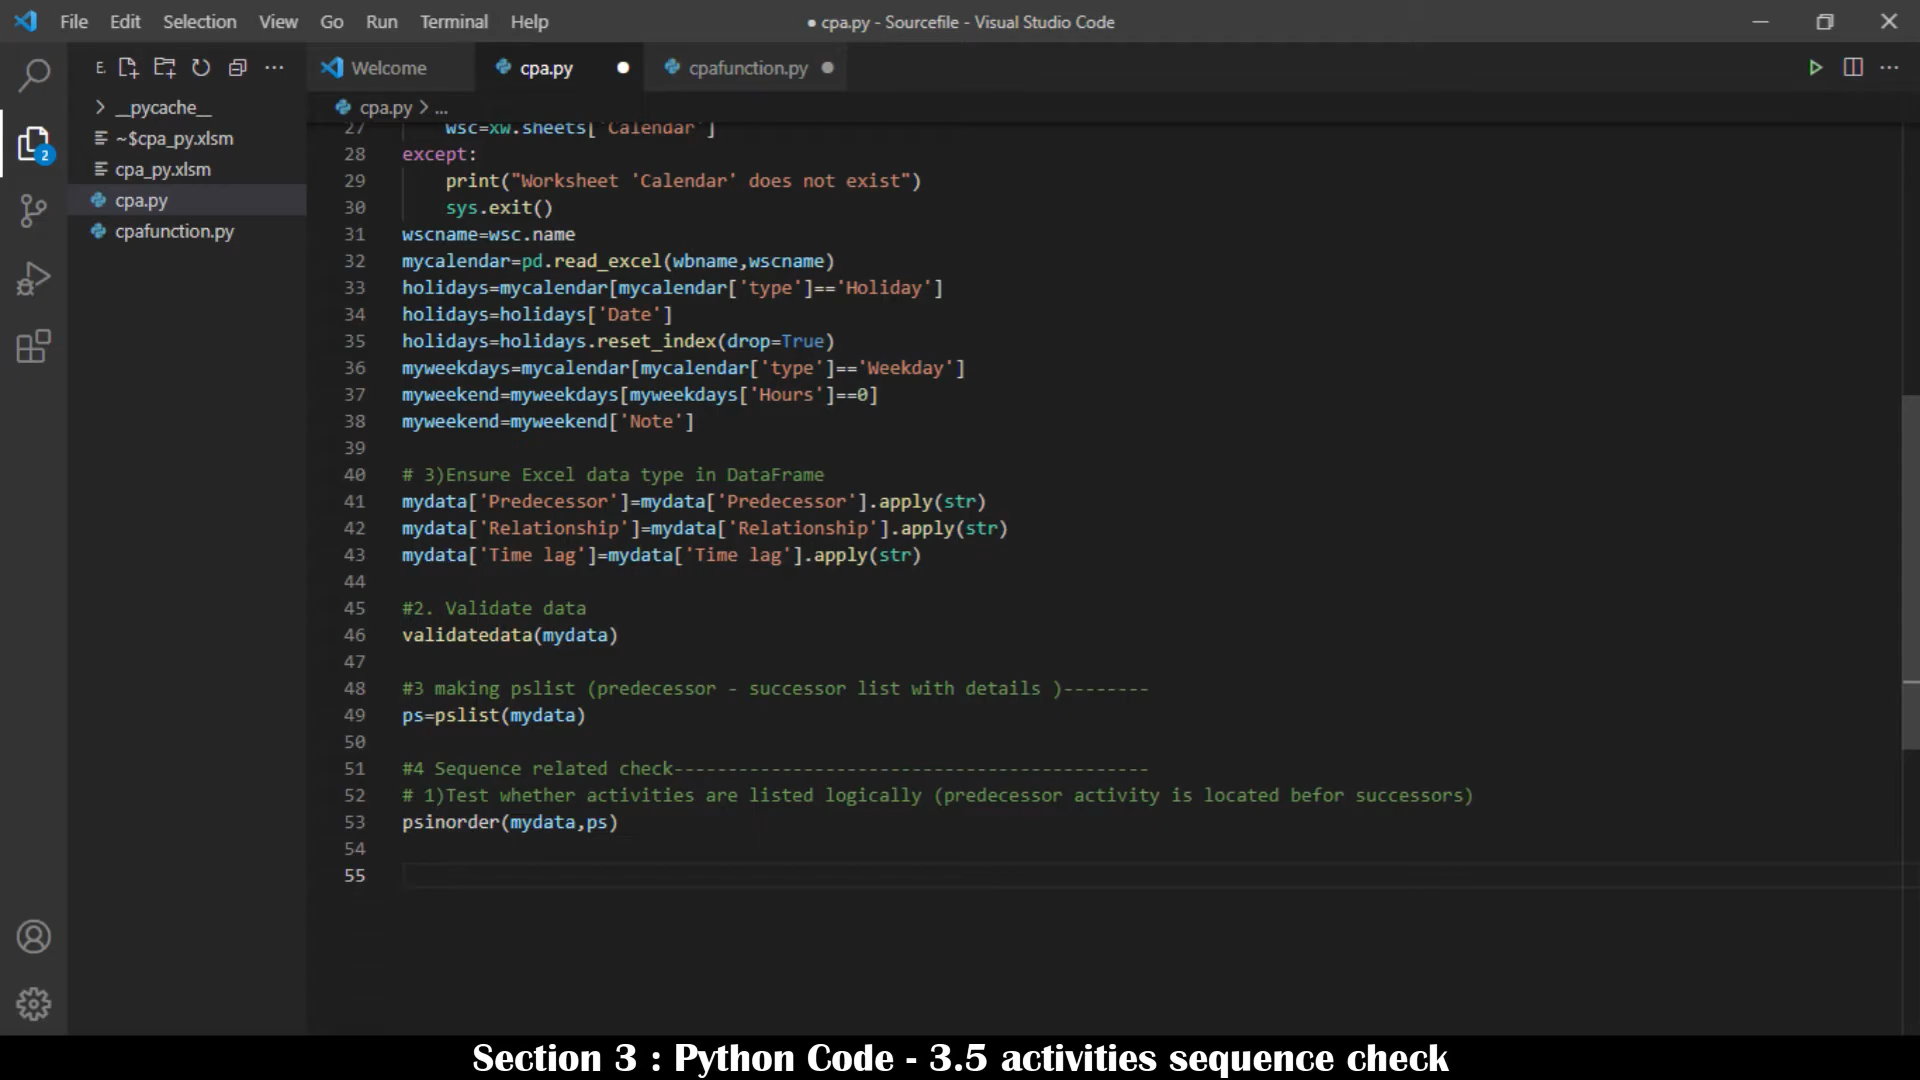 File Edit Selection View Go Run Terminal Help
● cpa.py - Sourcefile - Visual Studio Code
E.
Welcome
cpa.py
cpafunction.py
__pycache__
~$cpa_py.xlsm
cpa_py.xlsm
cpa.py
cpafunction.py
2
cpa.py > ...
27 wsc=xw.sheets['Calendar']
28 except:
29 print("Worksheet 'Calendar' does not exist")
30 sys.exit()
31 wscname=wsc.name
32 mycalendar=pd.read_excel(wbname,wscname)
33 holidays=mycalendar[mycalendar['type']=='Holiday']
34 holidays=holidays['Date']
35 holidays=holidays.reset_index(drop=True)
36 myweekdays=mycalendar[mycalendar['type']=='Weekday']
37 myweekend=myweekdays[myweekdays['Hours']==0]
38 myweekend=myweekend['Note']
39
40 # 3)Ensure Excel data type in DataFrame
41 mydata['Predecessor']=mydata['Predecessor'].apply(str)
42 mydata['Relationship']=mydata['Relationship'].apply(str)
43 mydata['Time lag']=mydata['Time lag'].apply(str)
44
45 #2. Validate data
46 validatedata(mydata)
47
48 #3 making pslist (predecessor - successor list with details )--------
49 ps=pslist(mydata)
50
51 #4 Sequence related check--------------------------------------------
52 # 1)Test whether activities are listed logically (predecessor activity is located befor successors)
53 psinorder(mydata,ps)
54
55
Section 3 : Python Code - 3.5 activities sequence check